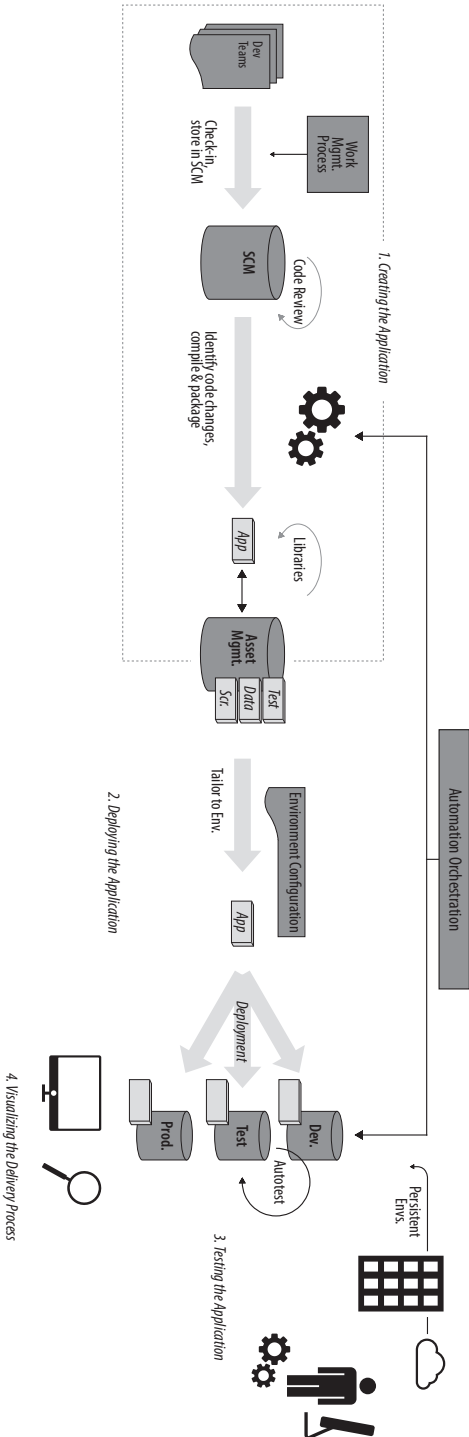 Automation Orchestration
1. Creating the Application
Work
Mgmt.
Process
Dev
Teams
Check-in,
store in SCM
Code Review
SCM
Identify code changes,
compile & package
Libraries
App
Asset
Mgmt.
Test
Data
Scr.
Environment Configuration
Tailor to Env.
App
2. Deploying the Application
Deployment
Dev.
Test
Prod.
Autotest
Persistent
Envs.
3. Testing the Application
4. Visualizing the Delivery Process